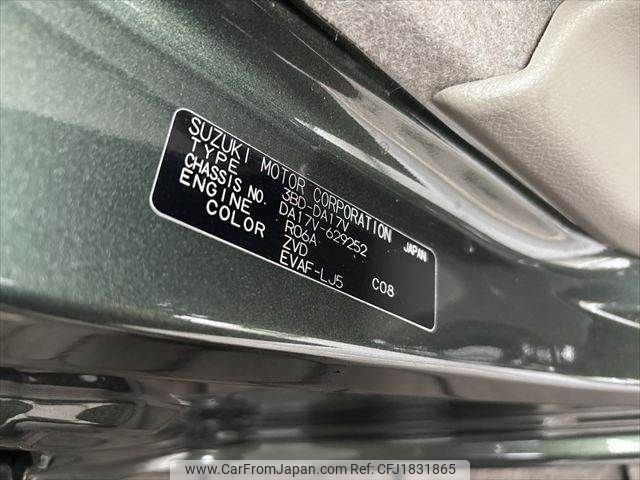 SUZUKI MOTOR CORPORATION JAPAN
TYPE 3BD-DA17V
CHASSIS NO. DA17V-629252
ENGINE R06A
COLOR ZVD
EVAF-LJ5 C08
www.CarFromJapan.com - CFJ1831865